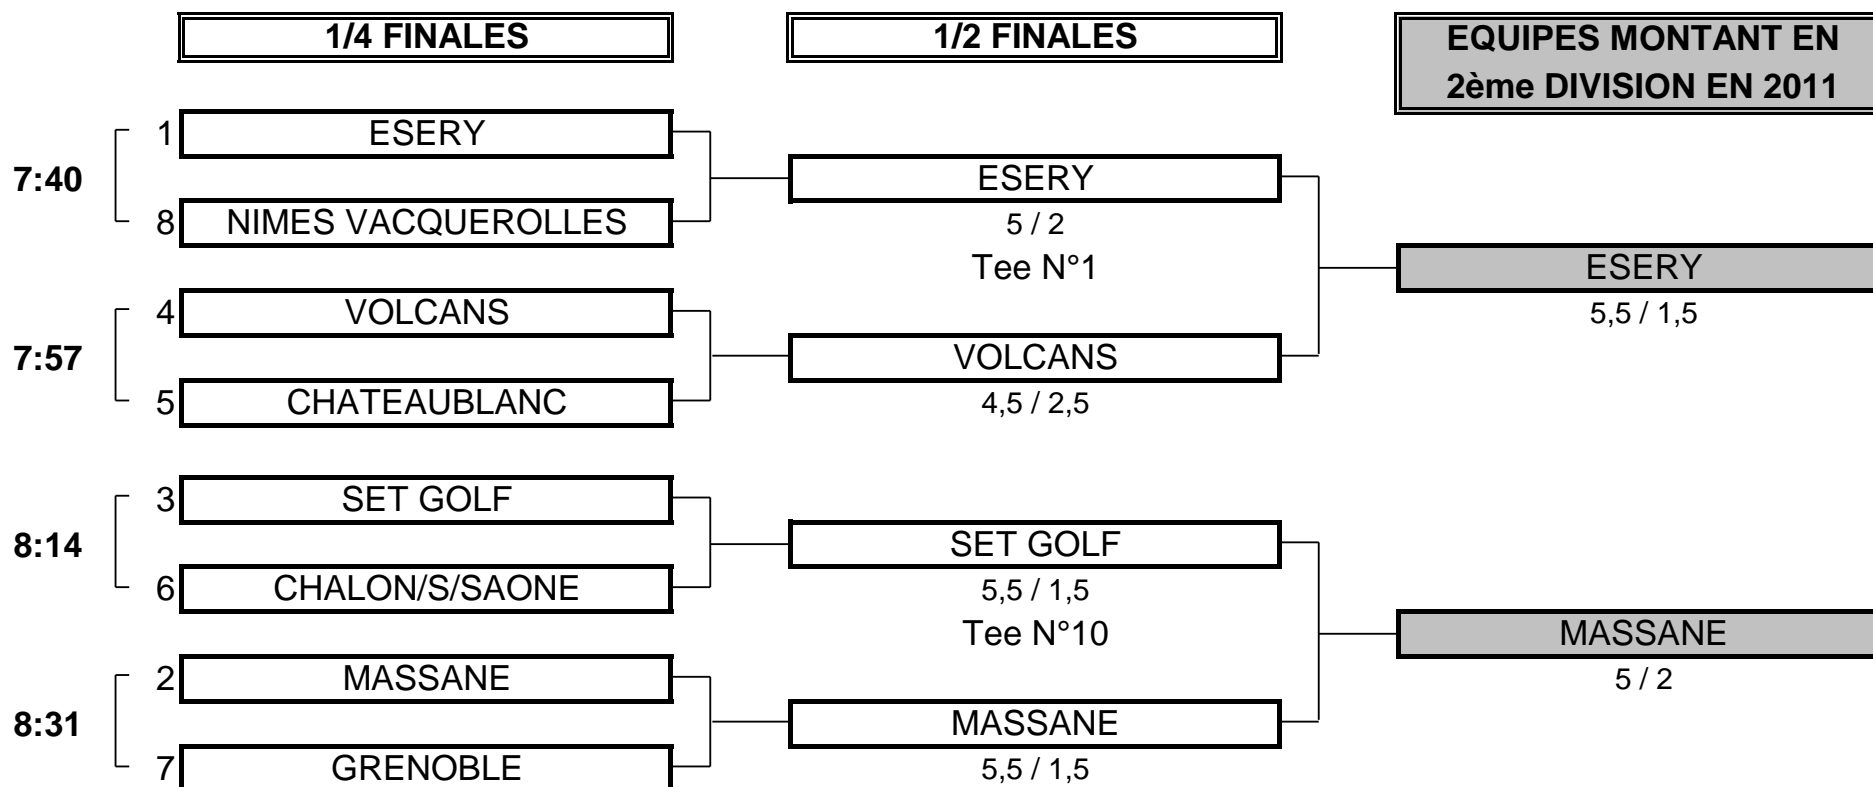 1/4 FINALES
1/2 FINALES
EQUIPES MONTANT EN
2ème DIVISION EN 2011
1 ESERY
7:40
ESERY
8 NIMES VACQUEROLLES
5 / 2
Tee N°1
ESERY
4 VOLCANS
5,5 / 1,5
7:57
VOLCANS
5 CHATEAUBLANC
4,5 / 2,5
3 SET GOLF
8:14
SET GOLF
6 CHALON/S/SAONE
5,5 / 1,5
Tee N°10
MASSANE
2 MASSANE
5 / 2
8:31
MASSANE
7 GRENOBLE
5,5 / 1,5